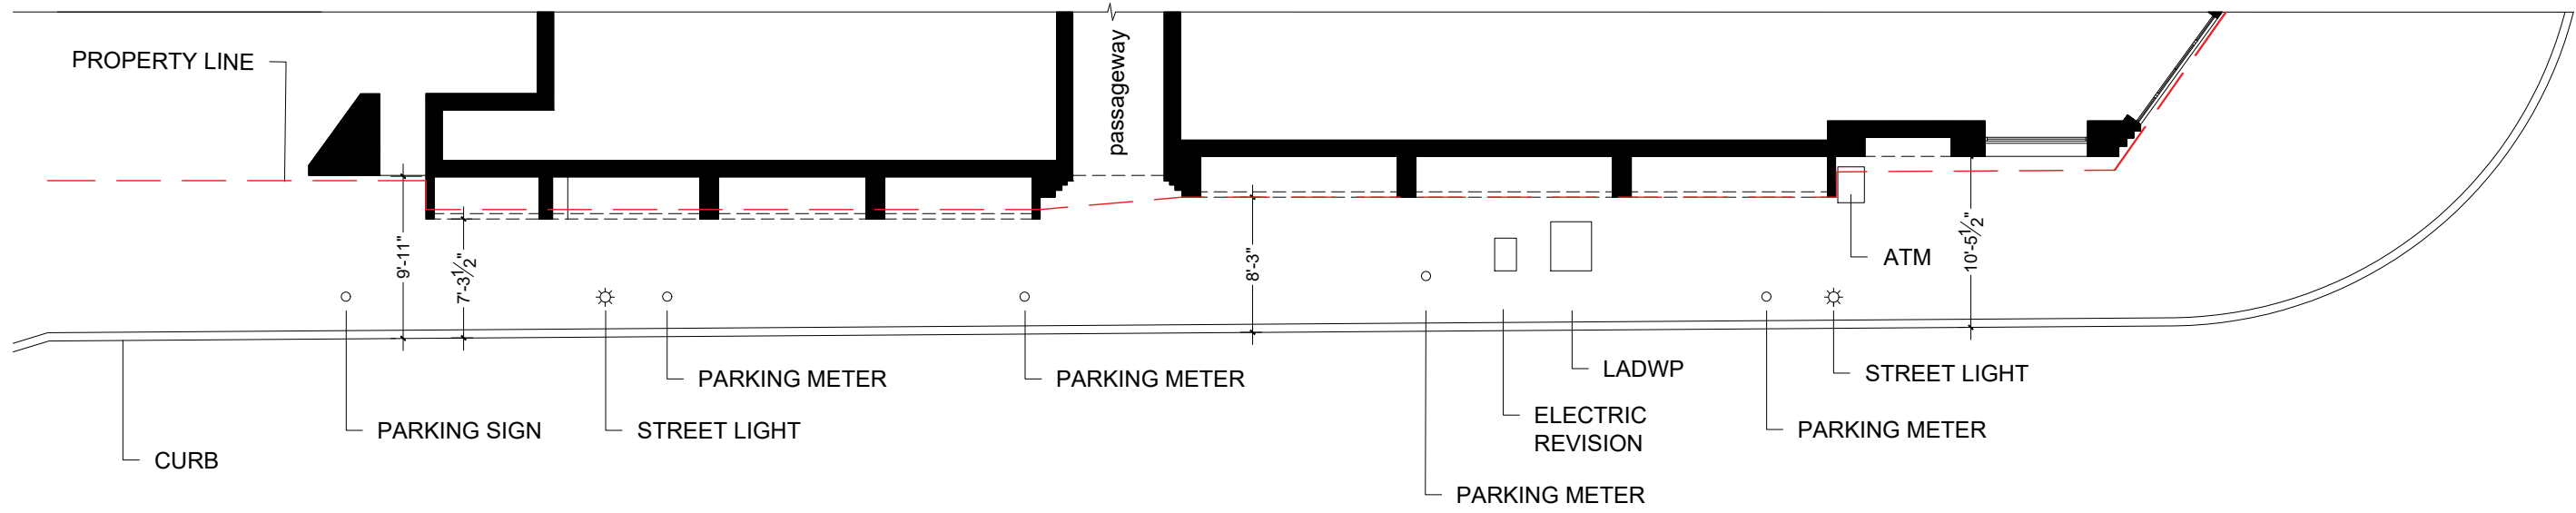 passageway
PROPERTY LINE
9'-11"
7'-3½"
8'-3"
10'-5½"
ATM
PARKING METER
PARKING METER
LADWP
STREET LIGHT
PARKING SIGN
STREET LIGHT
ELECTRIC
REVISION
PARKING METER
CURB
PARKING METER